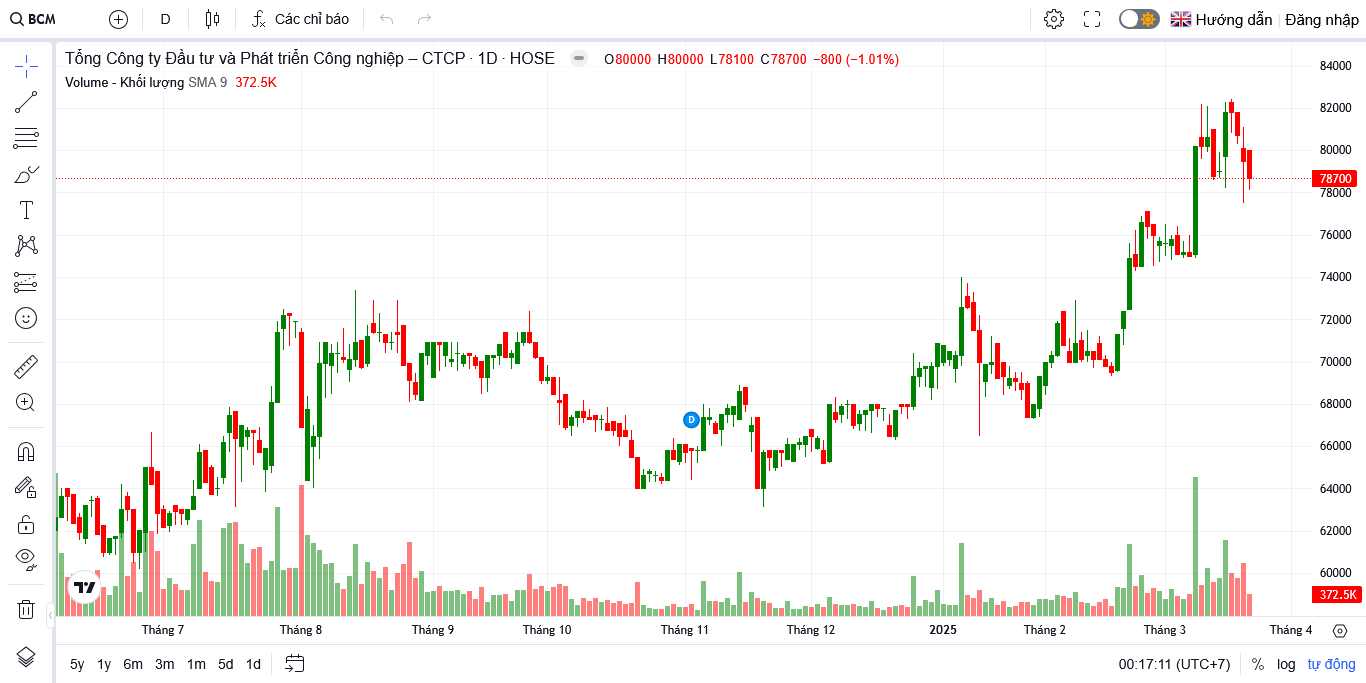 BCM D Các chỉ báo Hướng dẫn Đăng nhập
Tổng Công ty Đầu tư và Phát triển Công nghiệp – CTCP · 1D · HOSE O80000 H80000 L78100 C78700 −800 (−1.01%)
Volume - Khối lượng SMA 9 372.5K
84000
82000
80000
78700
78000
76000
74000
72000
70000
68000
D
66000
64000
62000
60000
372.5K
Tháng 7 Tháng 8 Tháng 9 Tháng 10 Tháng 11 Tháng 12 2025 Tháng 2 Tháng 3 Tháng 4
5y 1y 6m 3m 1m 5d 1d 00:17:11 (UTC+7) % log tự động